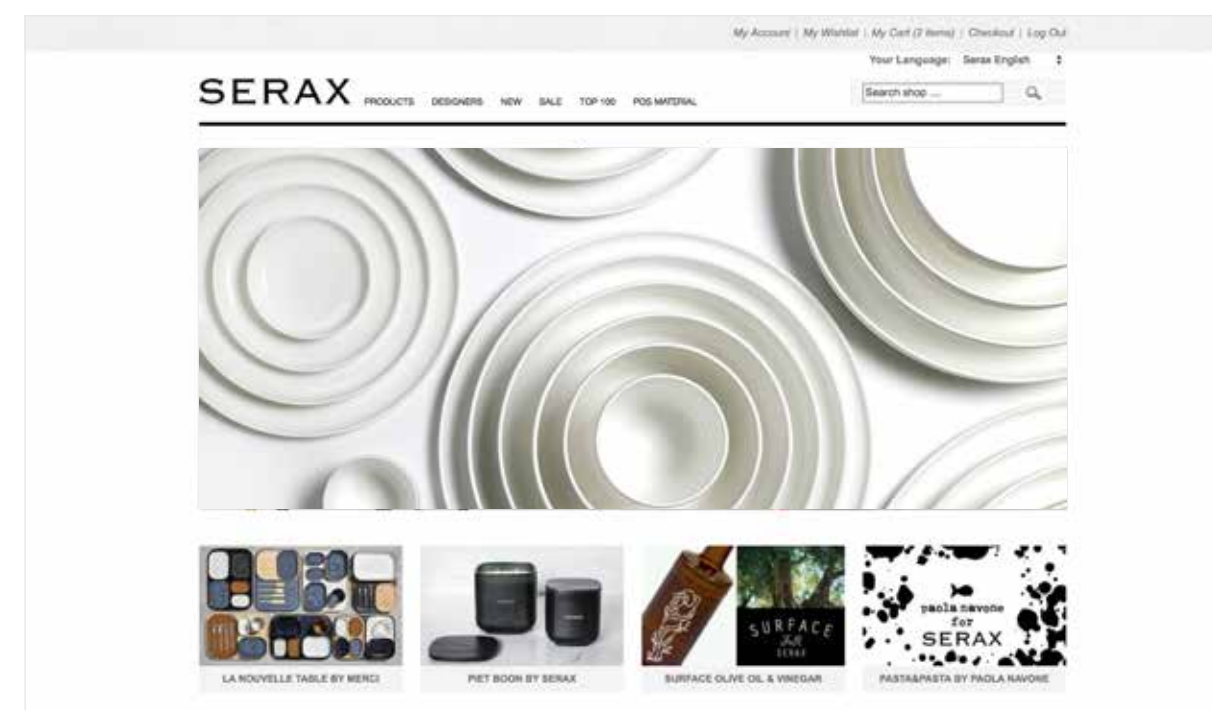 My Account | My Wishlist | My Cart (2 items) | Checkout | Log Out
Your Language: Serax English
SERAX PRODUCTS DESIGNERS NEW SALE TOP 100 POS MATERIAL
Search shop ...
SURFACE
SERAX
paola navone
for
SERAX
LA NOUVELLE TABLE BY MERCI
PIET BOON BY SERAX
SURFACE OLIVE OIL & VINEGAR
PASTA&PASTA BY PAOLA NAVONE